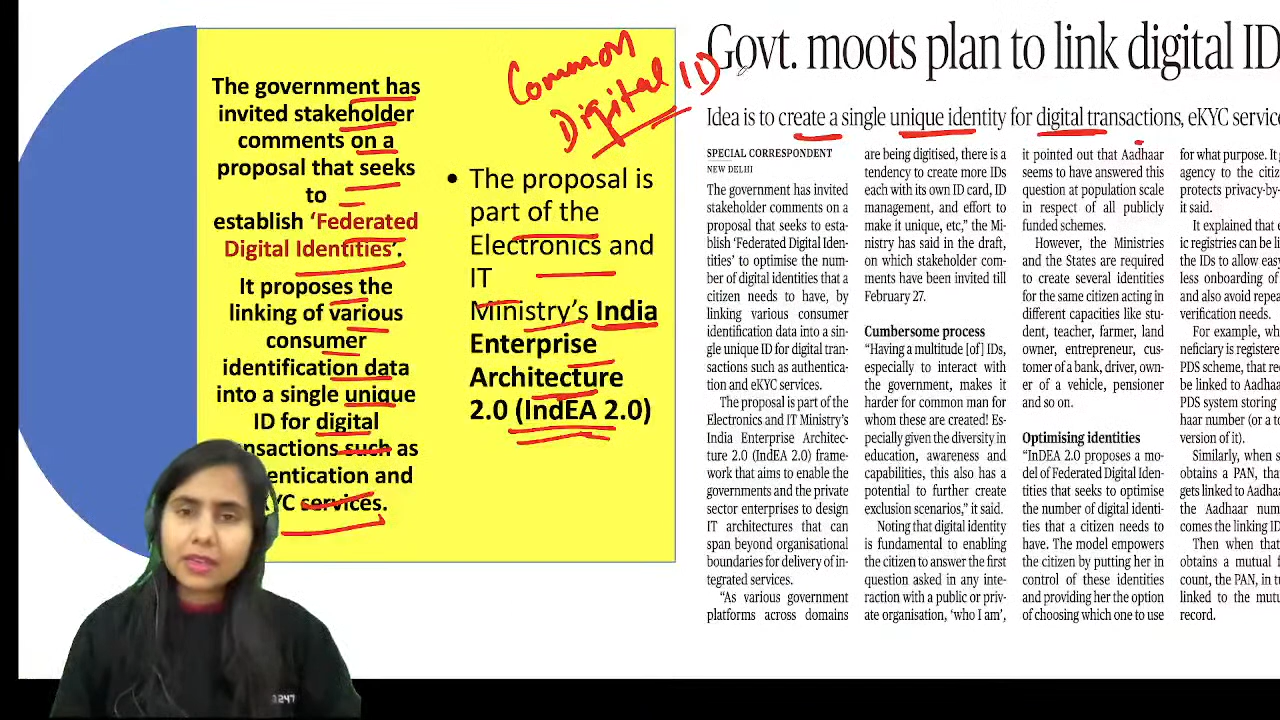 The government has
invited stakeholder
comments on a
proposal that seeks
to
establish ‘Federated
Digital Identities’.
It proposes the
linking of various
consumer
identification data
into a single unique
ID for digital
such as
and
services.
Common
Digital ID
• The proposal is
part of the
Electronics and
IT
Ministry’s India
Enterprise
Architecture
2.0 (IndEA 2.0)
Govt. moots plan to link digital ID
Idea is to create a single unique identity for digital transactions, eKYC
SPECIAL CORRESPONDENT
NEW DELHI
The government has invited
stakeholder comments on a
proposal that seeks to esta-
blish ‘Federated Digital Iden-
tities’ to optimise the num-
ber of digital identities that a
citizen needs to have, by
linking various consumer
identification data into a sin-
gle unique ID for digital tran-
sactions such as authentica-
tion and eKYC services.
The proposal is part of the
Electronics and IT Ministry’s
India Enterprise Architec-
ture 2.0 (IndEA 2.0) frame-
work that aims to enable the
governments and the private
sector enterprises to design
IT architectures that can
span beyond organisational
boundaries for delivery of in-
tegrated services.
“As various government
platforms across domains
are being digitised, there is a
tendency to create more IDs
each with its own ID card, ID
management, and effort to
make it unique, etc,” the Mi-
nistry has said in the draft,
on which stakeholder com-
ments have been invited till
February 27.
Cumbersome process
“Having a multitude [of] IDs,
especially to interact with
the government, makes it
harder for common man for
whom these are created! Es-
pecially given the diversity in
education, awareness and
capabilities, this also has a
potential to further create
exclusion scenarios,” it said.
Noting that digital identity
is fundamental to enabling
the citizen to answer the first
question asked in any inte-
raction with a public or priv-
ate organisation, ‘who I am’,
it pointed out that Aadhaar
seems to have answered this
question at population scale
in respect of all publicly
funded schemes.
However, the Ministries
and the States are required
to create several identities
for the same citizen acting in
different capacities like stu-
dent, teacher, farmer, land
owner, entrepreneur, cus-
tomer of a bank, driver, own-
er of a vehicle, pensioner
and so on.
Optimising identities
“InDEA 2.0 proposes a mo-
del of Federated Digital Iden-
tities that seeks to optimise
the number of digital identi-
ties that a citizen needs to
have. The model empowers
the citizen by putting her in
control of these identities
and providing her the option
of choosing which one to use
for what purpose. It
agency to the
protects
it said.
It explained that
ic registries can be
the IDs to allow
less onboarding of
and also avoid
verification needs.
For example,
neficiary is
PDS scheme, that
be linked to
PDS system storing
haar number (or a
version of it).
Similarly, when
obtains a PAN,
gets linked to
the Aadhaar
comes the linking
Then when that
obtains a mutual
count, the PAN, in
linked to the
record.
247